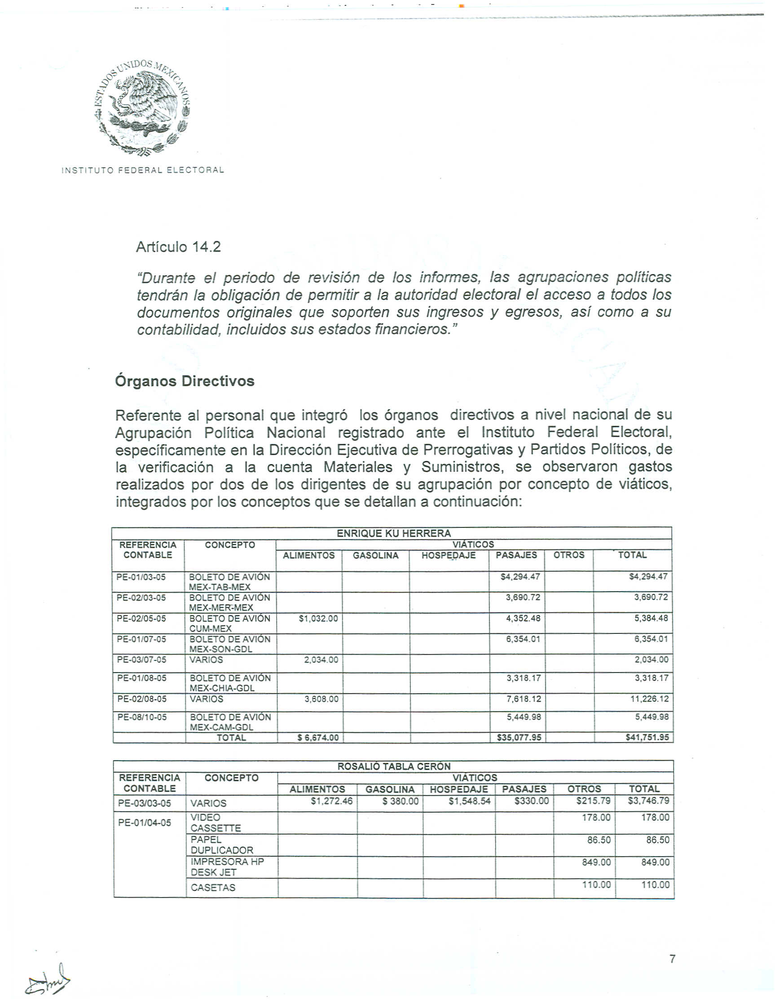 ESTADOS UNIDOS MEXICANOS
INSTITUTO FEDERAL ELECTORAL
Artículo 14.2
“Durante el periodo de revisión de los informes, las agrupaciones políticas
tendrán la obligación de permitir a la autoridad electoral el acceso a todos los
documentos originales que soporten sus ingresos y egresos, así como a su
contabilidad, incluidos sus estados financieros.”
Órganos Directivos
Referente al personal que integró los órganos directivos a nivel nacional de su
Agrupación Política Nacional registrado ante el Instituto Federal Electoral,
específicamente en la Dirección Ejecutiva de Prerrogativas y Partidos Políticos, de
la verificación a la cuenta Materiales y Suministros, se observaron gastos
realizados por dos de los dirigentes de su agrupación por concepto de viáticos,
integrados por los conceptos que se detallan a continuación:
ENRIQUE KU HERRERA
REFERENCIA CONCEPTO VIÁTICOS
CONTABLE ALIMENTOS GASOLINA HOSPEDAJE PASAJES OTROS TOTAL
PE-01/03-05 BOLETO DE AVIÓN $4,294.47 $4,294.47
MEX-TAB-MEX
PE-02/03-05 BOLETO DE AVIÓN 3,690.72 3,690.72
MEX-MER-MEX
PE-02/05-05 BOLETO DE AVIÓN $1,032.00 4,352.48 5,384.48
CUM-MEX
PE-01/07-05 BOLETO DE AVIÓN 6,354.01 6,354.01
MEX-SON-GDL
PE-03/07-05 VARIOS 2,034.00 2,034.00
PE-01/08-05 BOLETO DE AVIÓN 3,318.17 3,318.17
MEX-CHIA-GDL
PE-02/08-05 VARIOS 3,608.00 7,618.12 11,226.12
PE-08/10-05 BOLETO DE AVIÓN 5,449.98 5,449.98
MEX-CAM-GDL
TOTAL $ 6,674.00 $35,077.95 $41,751.95
ROSALIÓ TABLA CERÓN
REFERENCIA CONCEPTO VIÁTICOS
CONTABLE ALIMENTOS GASOLINA HOSPEDAJE PASAJES OTROS TOTAL
PE-03/03-05 VARIOS $1,272.46 $ 380.00 $1,548.54 $330.00 $215.79 $3,746.79
PE-01/04-05 VIDEO 178.00 178.00
CASSETTE
PAPEL 86.50 86.50
DUPLICADOR
IMPRESORA HP 849.00 849.00
DESK JET
CASETAS 110.00 110.00
7